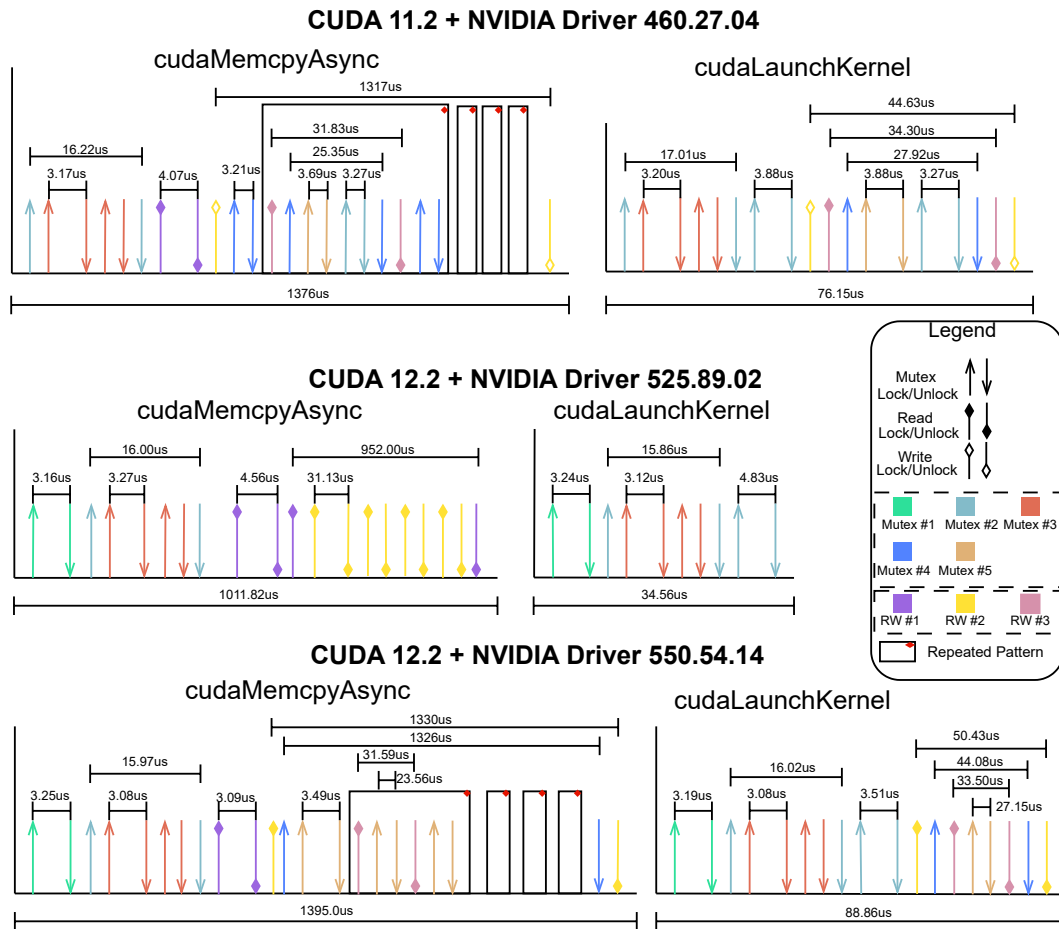 CUDA 11.2 + NVIDIA Driver 460.27.04
cudaMemcpyAsync
1317us
31.83us
16.22us
25.35us
3.17us
4.07us
3.21us
3.69us
3.27us
1376us
cudaLaunchKernel
44.63us
34.30us
17.01us
27.92us
3.20us
3.88us
3.88us
3.27us
76.15us
Legend
Mutex
Lock/Unlock
Read
Lock/Unlock
Write
Lock/Unlock
Mutex #1
Mutex #2
Mutex #3
Mutex #4
Mutex #5
RW #1
RW #2
RW #3
Repeated Pattern
CUDA 12.2 + NVIDIA Driver 525.89.02
cudaMemcpyAsync
16.00us
952.00us
3.16us
3.27us
4.56us
31.13us
1011.82us
cudaLaunchKernel
15.86us
3.24us
3.12us
4.83us
34.56us
CUDA 12.2 + NVIDIA Driver 550.54.14
cudaMemcpyAsync
1330us
1326us
31.59us
15.97us
23.56us
3.25us
3.08us
3.09us
3.49us
1395.0us
cudaLaunchKernel
50.43us
44.08us
16.02us
33.50us
3.19us
3.08us
3.51us
27.15us
88.86us